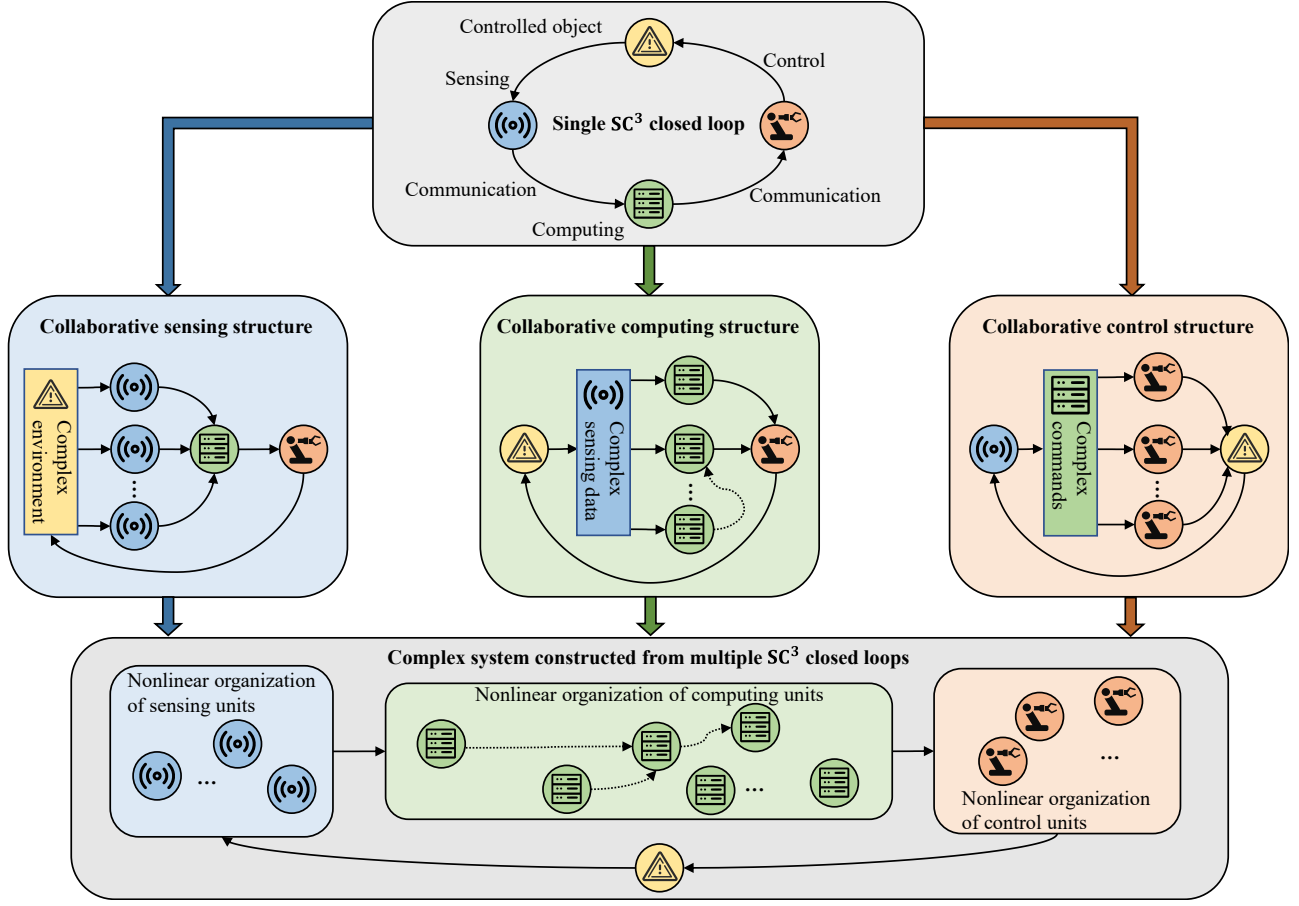 Controlled object
Control
Sensing
Single SC³ closed loop
Communication
Communication
Computing
Collaborative sensing structure
Complex
environment
Collaborative computing structure
Complex
sensing data
Collaborative control structure
Complex
commands
Complex system constructed from multiple SC³ closed loops
Nonlinear organization
of sensing units
...
Nonlinear organization of computing units
...
...
Nonlinear organization
of control units